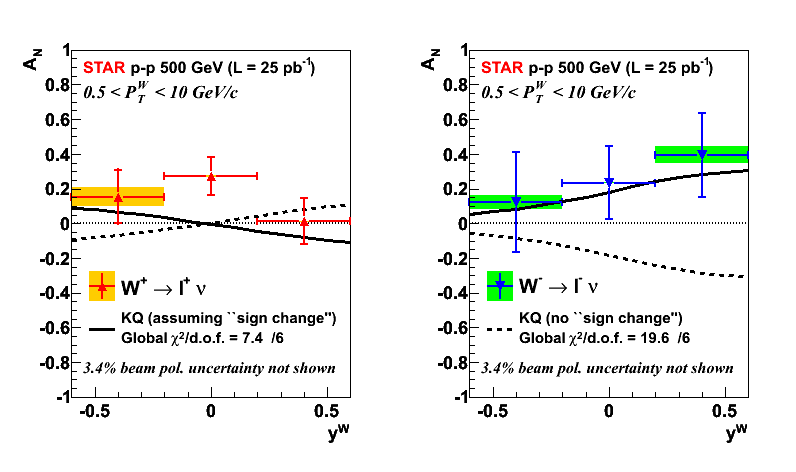 A_N
1
0.8
0.6
0.4
0.2
0
-0.2
-0.4
-0.6
-0.8
-1
STAR p-p 500 GeV (L = 25 pb⁻¹)
0.5 < P_T^W < 10 GeV/c
W⁺ → l⁺ ν
KQ (assuming ``sign change'')
Global χ²/d.o.f. = 7.4 /6
3.4% beam pol. uncertainty not shown
-0.5 0 0.5
y^W
A_N
1
0.8
0.6
0.4
0.2
0
-0.2
-0.4
-0.6
-0.8
-1
STAR p-p 500 GeV (L = 25 pb⁻¹)
0.5 < P_T^W < 10 GeV/c
W⁻ → l⁻ ν
KQ (no ``sign change'')
Global χ²/d.o.f. = 19.6 /6
3.4% beam pol. uncertainty not shown
-0.5 0 0.5
y^W